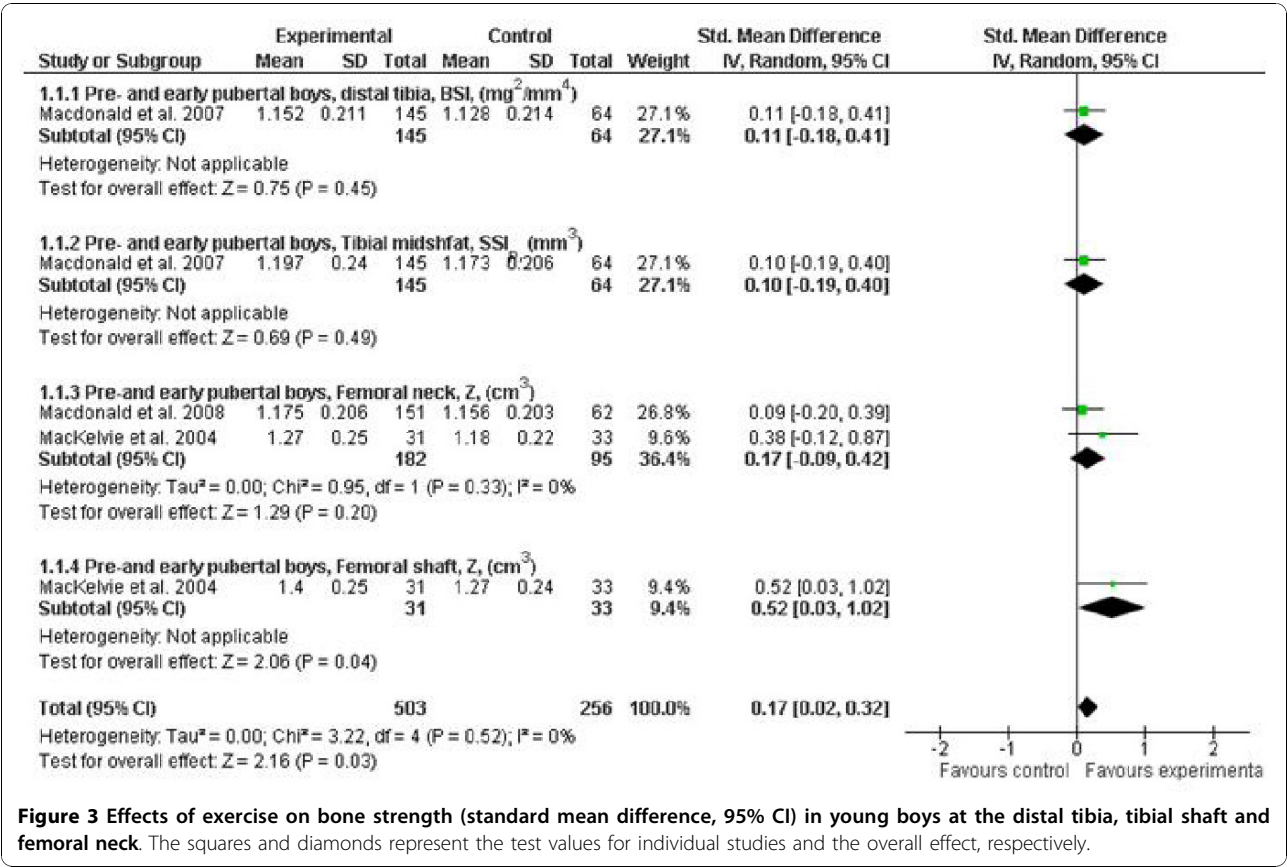 Experimental Control Std. Mean Difference Std. Mean Difference
Study or Subgroup Mean SD Total Mean SD Total Weight IV, Random, 95% CI IV, Random, 95% CI
1.1.1 Pre- and early pubertal boys, distal tibia, BSI, (mg²/mm⁴)
Macdonald et al. 2007 1.152 0.211 145 1.128 0.214 64 27.1% 0.11 [-0.18, 0.41]
Subtotal (95% CI) 145 64 27.1% 0.11 [-0.18, 0.41]
Heterogeneity: Not applicable
Test for overall effect: Z = 0.75 (P = 0.45)
1.1.2 Pre- and early pubertal boys, Tibial midshfat, SSIp, (mm³)
Macdonald et al. 2007 1.197 0.24 145 1.173 0.206 64 27.1% 0.10 [-0.19, 0.40]
Subtotal (95% CI) 145 64 27.1% 0.10 [-0.19, 0.40]
Heterogeneity: Not applicable
Test for overall effect: Z = 0.69 (P = 0.49)
1.1.3 Pre-and early pubertal boys, Femoral neck, Z, (cm³)
Macdonald et al. 2008 1.175 0.206 151 1.156 0.203 62 26.8% 0.09 [-0.20, 0.39]
MacKelvie et al. 2004 1.27 0.25 31 1.18 0.22 33 9.6% 0.38 [-0.12, 0.87]
Subtotal (95% CI) 182 95 36.4% 0.17 [-0.09, 0.42]
Heterogeneity: Tau² = 0.00; Chi² = 0.95, df = 1 (P = 0.33); I² = 0%
Test for overall effect: Z = 1.29 (P = 0.20)
1.1.4 Pre-and early pubertal boys, Femoral shaft, Z, (cm³)
MacKelvie et al. 2004 1.4 0.25 31 1.27 0.24 33 9.4% 0.52 [0.03, 1.02]
Subtotal (95% CI) 31 33 9.4% 0.52 [0.03, 1.02]
Heterogeneity: Not applicable
Test for overall effect: Z = 2.06 (P = 0.04)
Total (95% CI) 503 256 100.0% 0.17 [0.02, 0.32]
Heterogeneity: Tau² = 0.00; Chi² = 3.22, df = 4 (P = 0.52); I² = 0%
Test for overall effect: Z = 2.16 (P = 0.03)
-2 -1 0 1 2
Favours control Favours experimenta
Figure 3 Effects of exercise on bone strength (standard mean difference, 95% CI) in young boys at the distal tibia, tibial shaft and
femoral neck. The squares and diamonds represent the test values for individual studies and the overall effect, respectively.